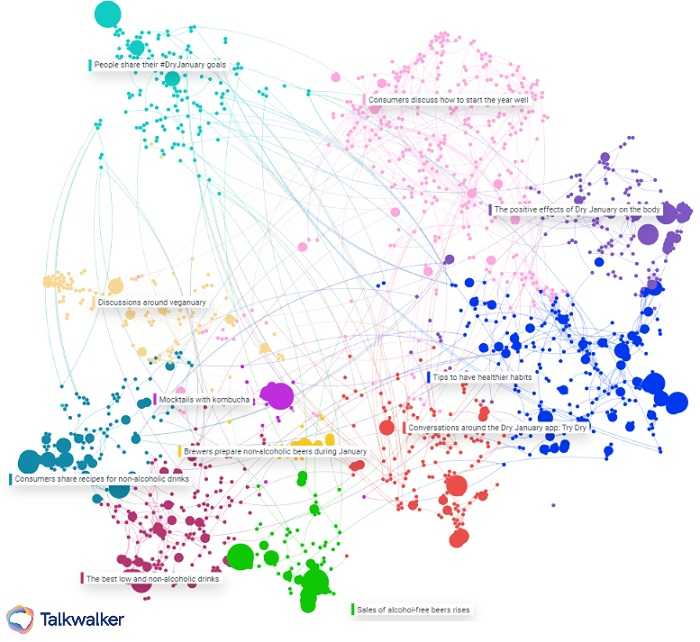 People share their #DryJanuary goals
Consumers discuss how to start the year well
The positive effects of Dry January on the body
Discussions around veganuary
Tips to have healthier habits
Mocktails with kombucha
Conversations around the Dry January app: Try Dry
Brewers prepare non-alcoholic beers during January
Consumers share recipes for non-alcoholic drinks
The best low and non-alcoholic drinks
Sales of alcohol-free beers rises
Talkwalker